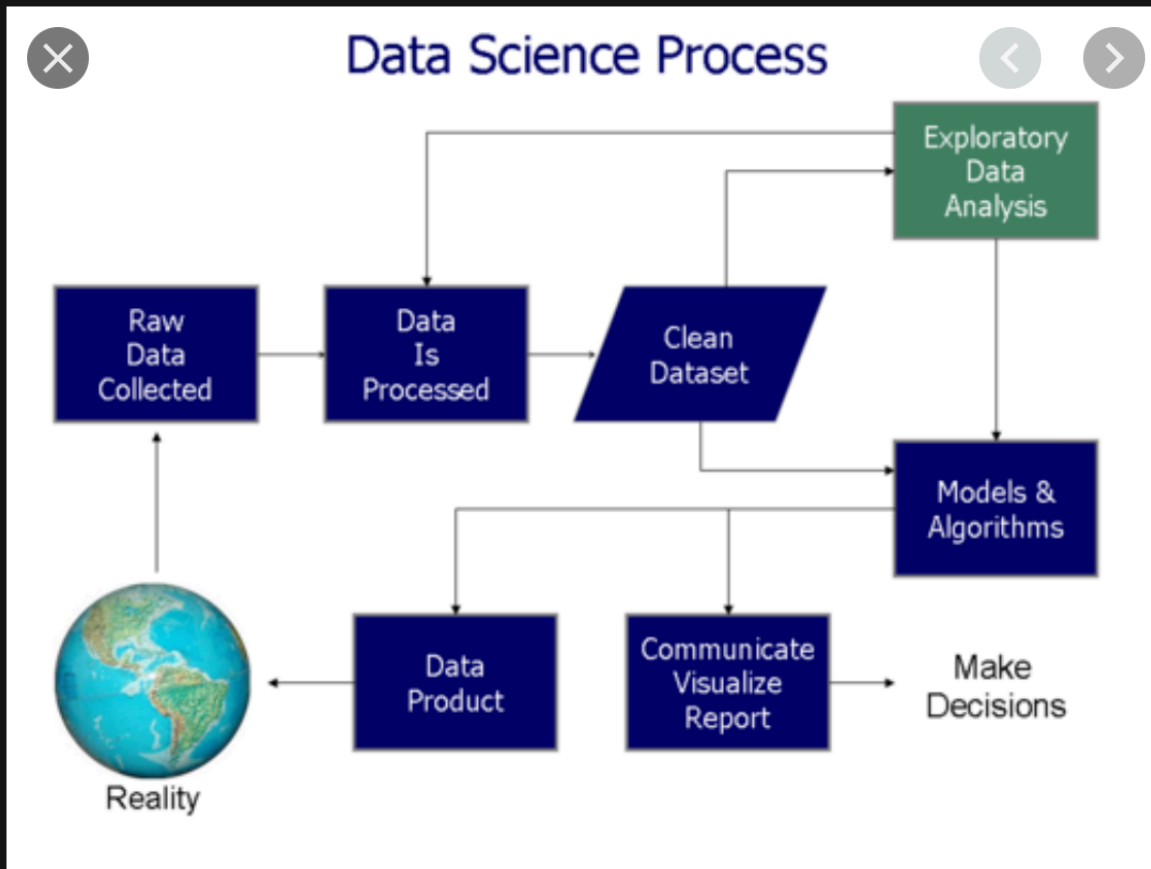 Data Science Process
Exploratory
Data
Analysis
Raw
Data
Collected
Data
Is
Processed
Clean
Dataset
Models &
Algorithms
Data
Product
Communicate
Visualize
Report
Make
Decisions
Reality